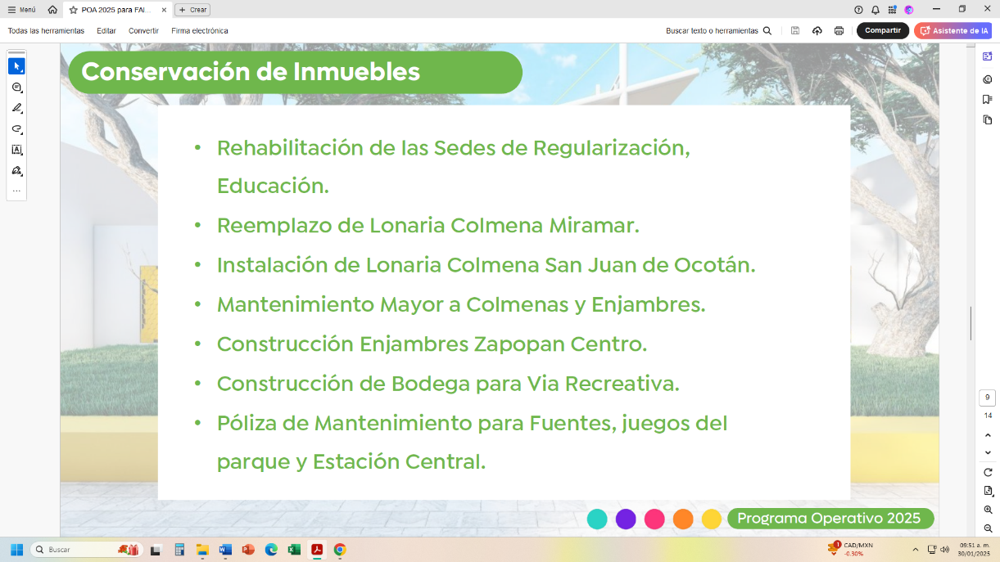 Menú
POA 2025 para FAI...
Crear
Todas las herramientas
Editar
Convertir
Firma electrónica
Buscar texto o herramientas
Compartir
Asistente de IA
Conservación de Inmuebles
• Rehabilitación de las Sedes de Regularización,
Educación.
• Reemplazo de Lonaria Colmena Miramar.
• Instalación de Lonaria Colmena San Juan de Ocotán.
• Mantenimiento Mayor a Colmenas y Enjambres.
• Construcción Enjambres Zapopan Centro.
• Construcción de Bodega para Via Recreativa.
• Póliza de Mantenimiento para Fuentes, juegos del
parque y Estación Central.
Programa Operativo 2025
9
14
Buscar
1
CAD/MXN
-0.30%
09:51 a. m.
30/01/2025